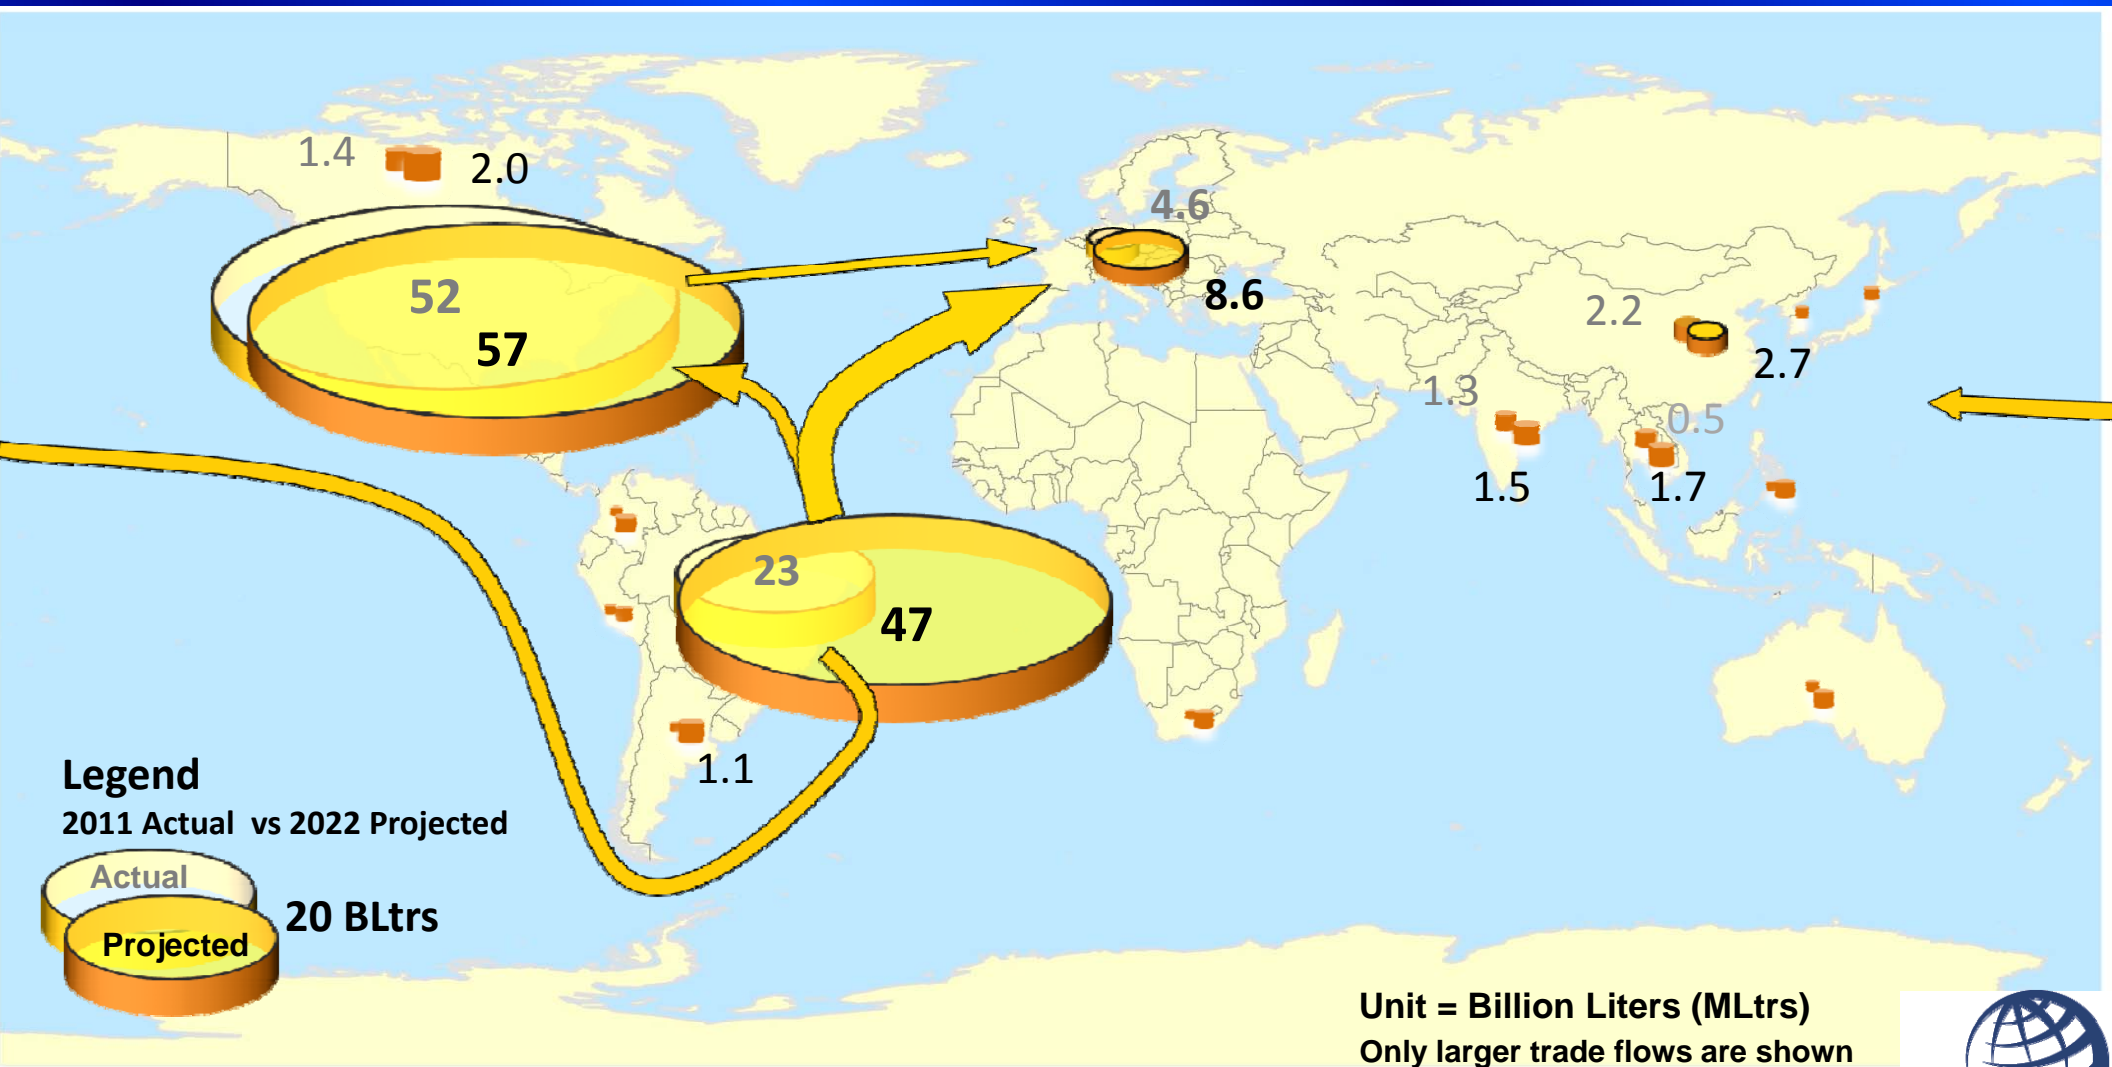 1.4
2.0
4.6
52
57
8.6
2.2
2.7
1.3
0.5
1.5
1.7
23
47
1.1
Legend
2011 Actual vs 2022 Projected
Actual
Projected
20 BLtrs
Unit = Billion Liters (MLtrs)
Only larger trade flows are shown